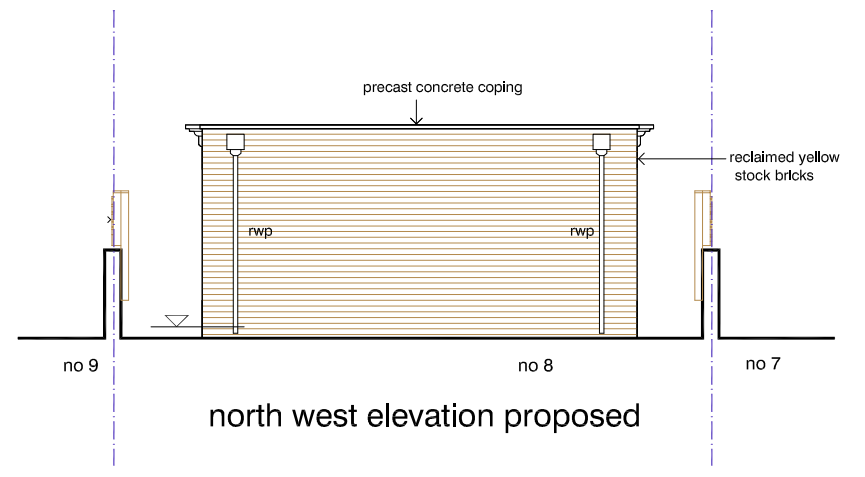 precast concrete coping
reclaimed yellow
stock bricks
rwp
rwp
no 9
no 8
no 7
north west elevation proposed